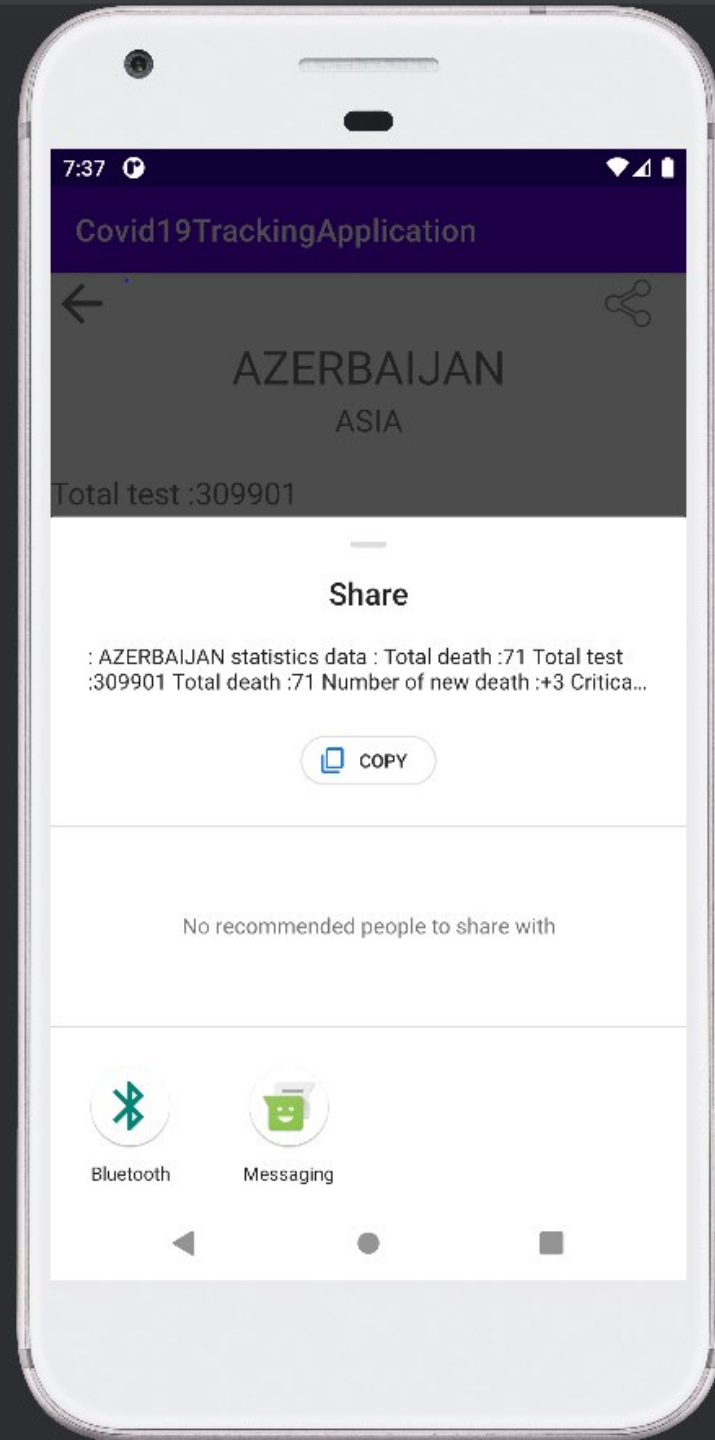 7:37
Covid19TrackingApplication
AZERBAIJAN
ASIA
Total test :309901
Share
: AZERBAIJAN statistics data : Total death :71 Total test
:309901 Total death :71 Number of new death :+3 Critica...
COPY
No recommended people to share with
Bluetooth
Messaging